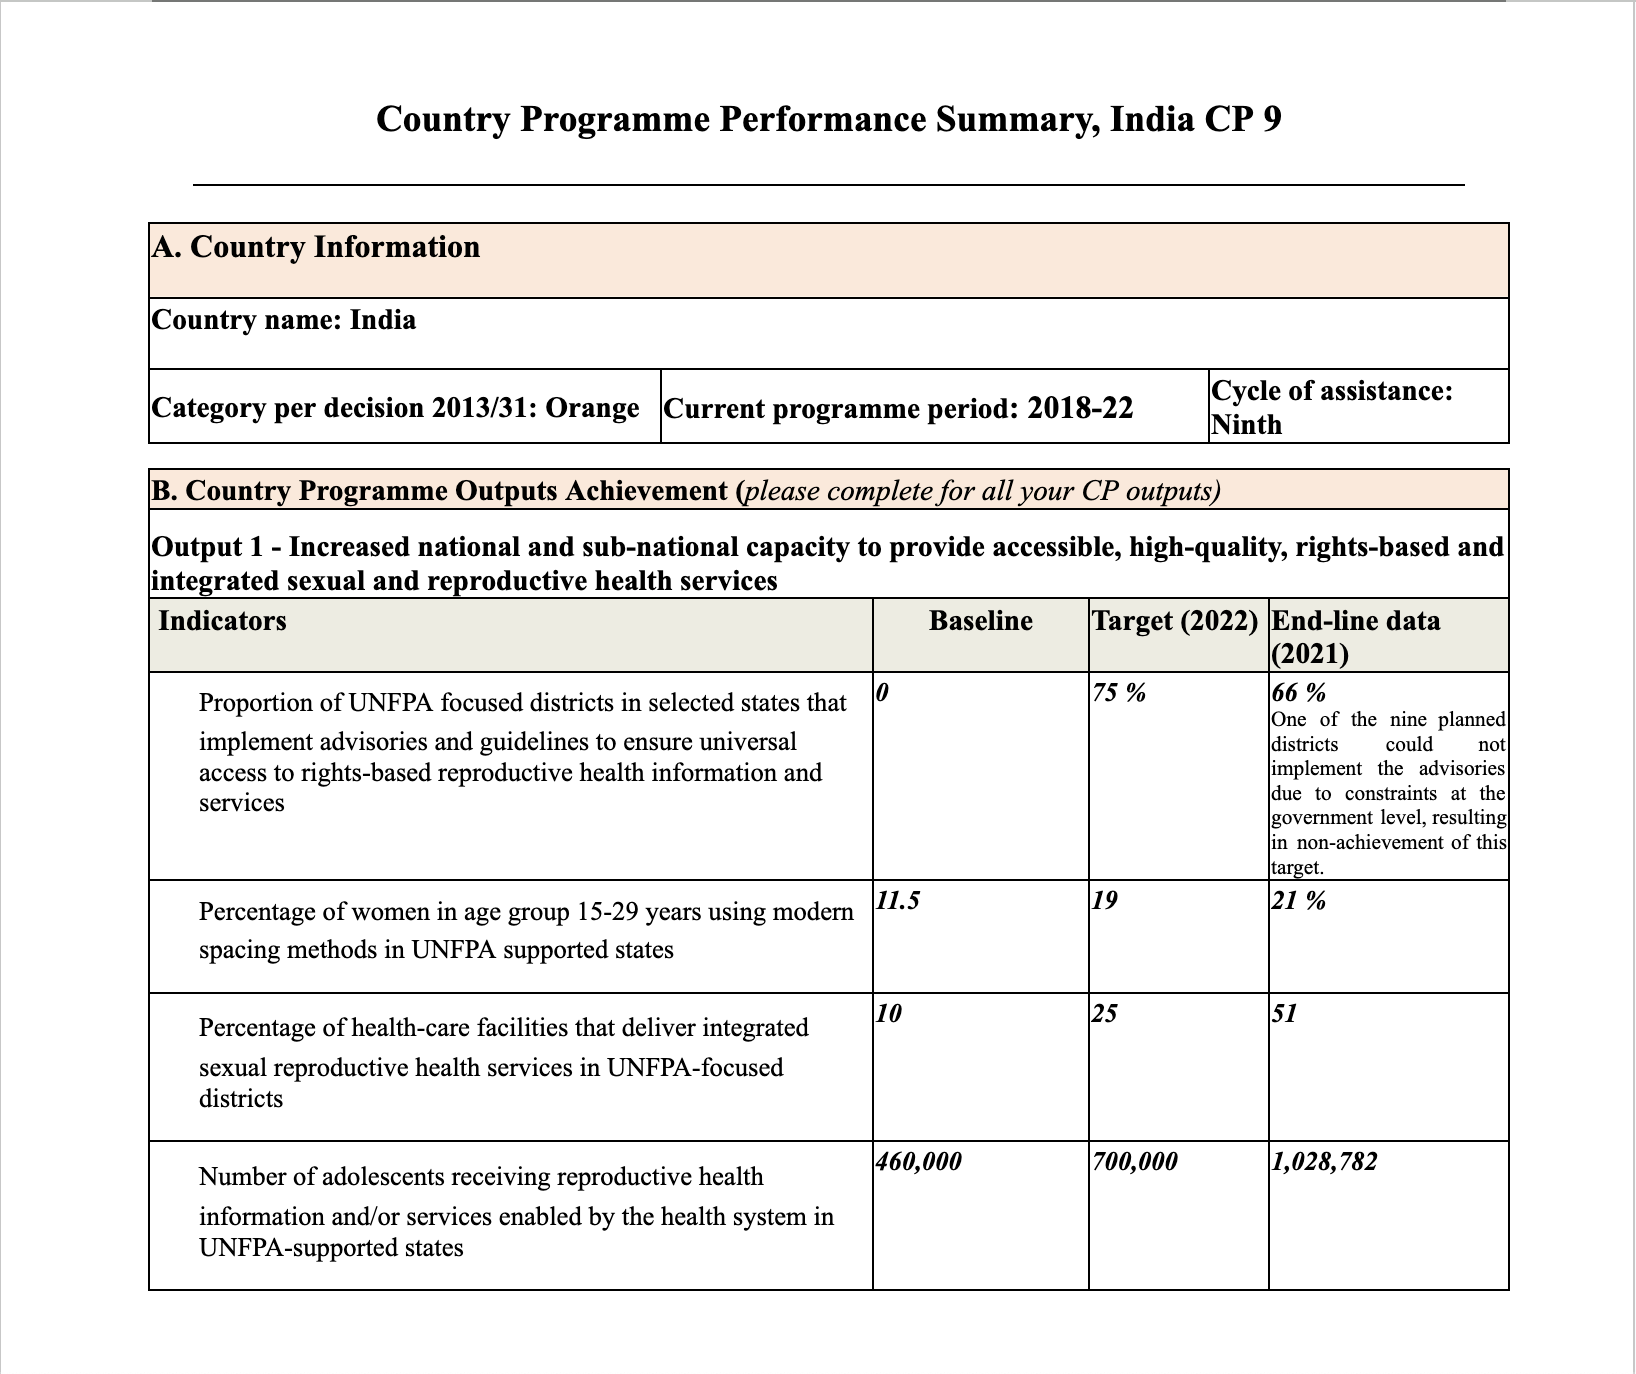 Country Programme Performance Summary, India CP 9
A. Country Information
Country name: India
Category per decision 2013/31: Orange
Current programme period: 2018-22
Cycle of assistance:
Ninth
B. Country Programme Outputs Achievement (please complete for all your CP outputs)
Output 1 - Increased national and sub-national capacity to provide accessible, high-quality, rights-based and
integrated sexual and reproductive health services
Indicators
Baseline
Target (2022)
End-line data
(2021)
Proportion of UNFPA focused districts in selected states that
implement advisories and guidelines to ensure universal
access to rights-based reproductive health information and
services
0
75 %
66 %
One of the nine planned
districts could not
implement the advisories
due to constraints at the
government level, resulting
in non-achievement of this
target.
Percentage of women in age group 15-29 years using modern
spacing methods in UNFPA supported states
11.5
19
21 %
Percentage of health-care facilities that deliver integrated
sexual reproductive health services in UNFPA-focused
districts
10
25
51
Number of adolescents receiving reproductive health
information and/or services enabled by the health system in
UNFPA-supported states
460,000
700,000
1,028,782